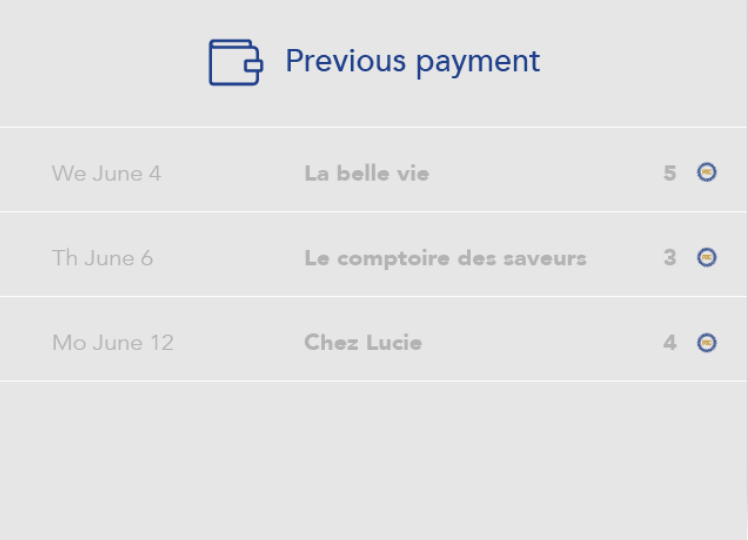 Previous payment
We June 4 La belle vie 5
Th June 6 Le comptoire des saveurs 3
Mo June 12 Chez Lucie 4